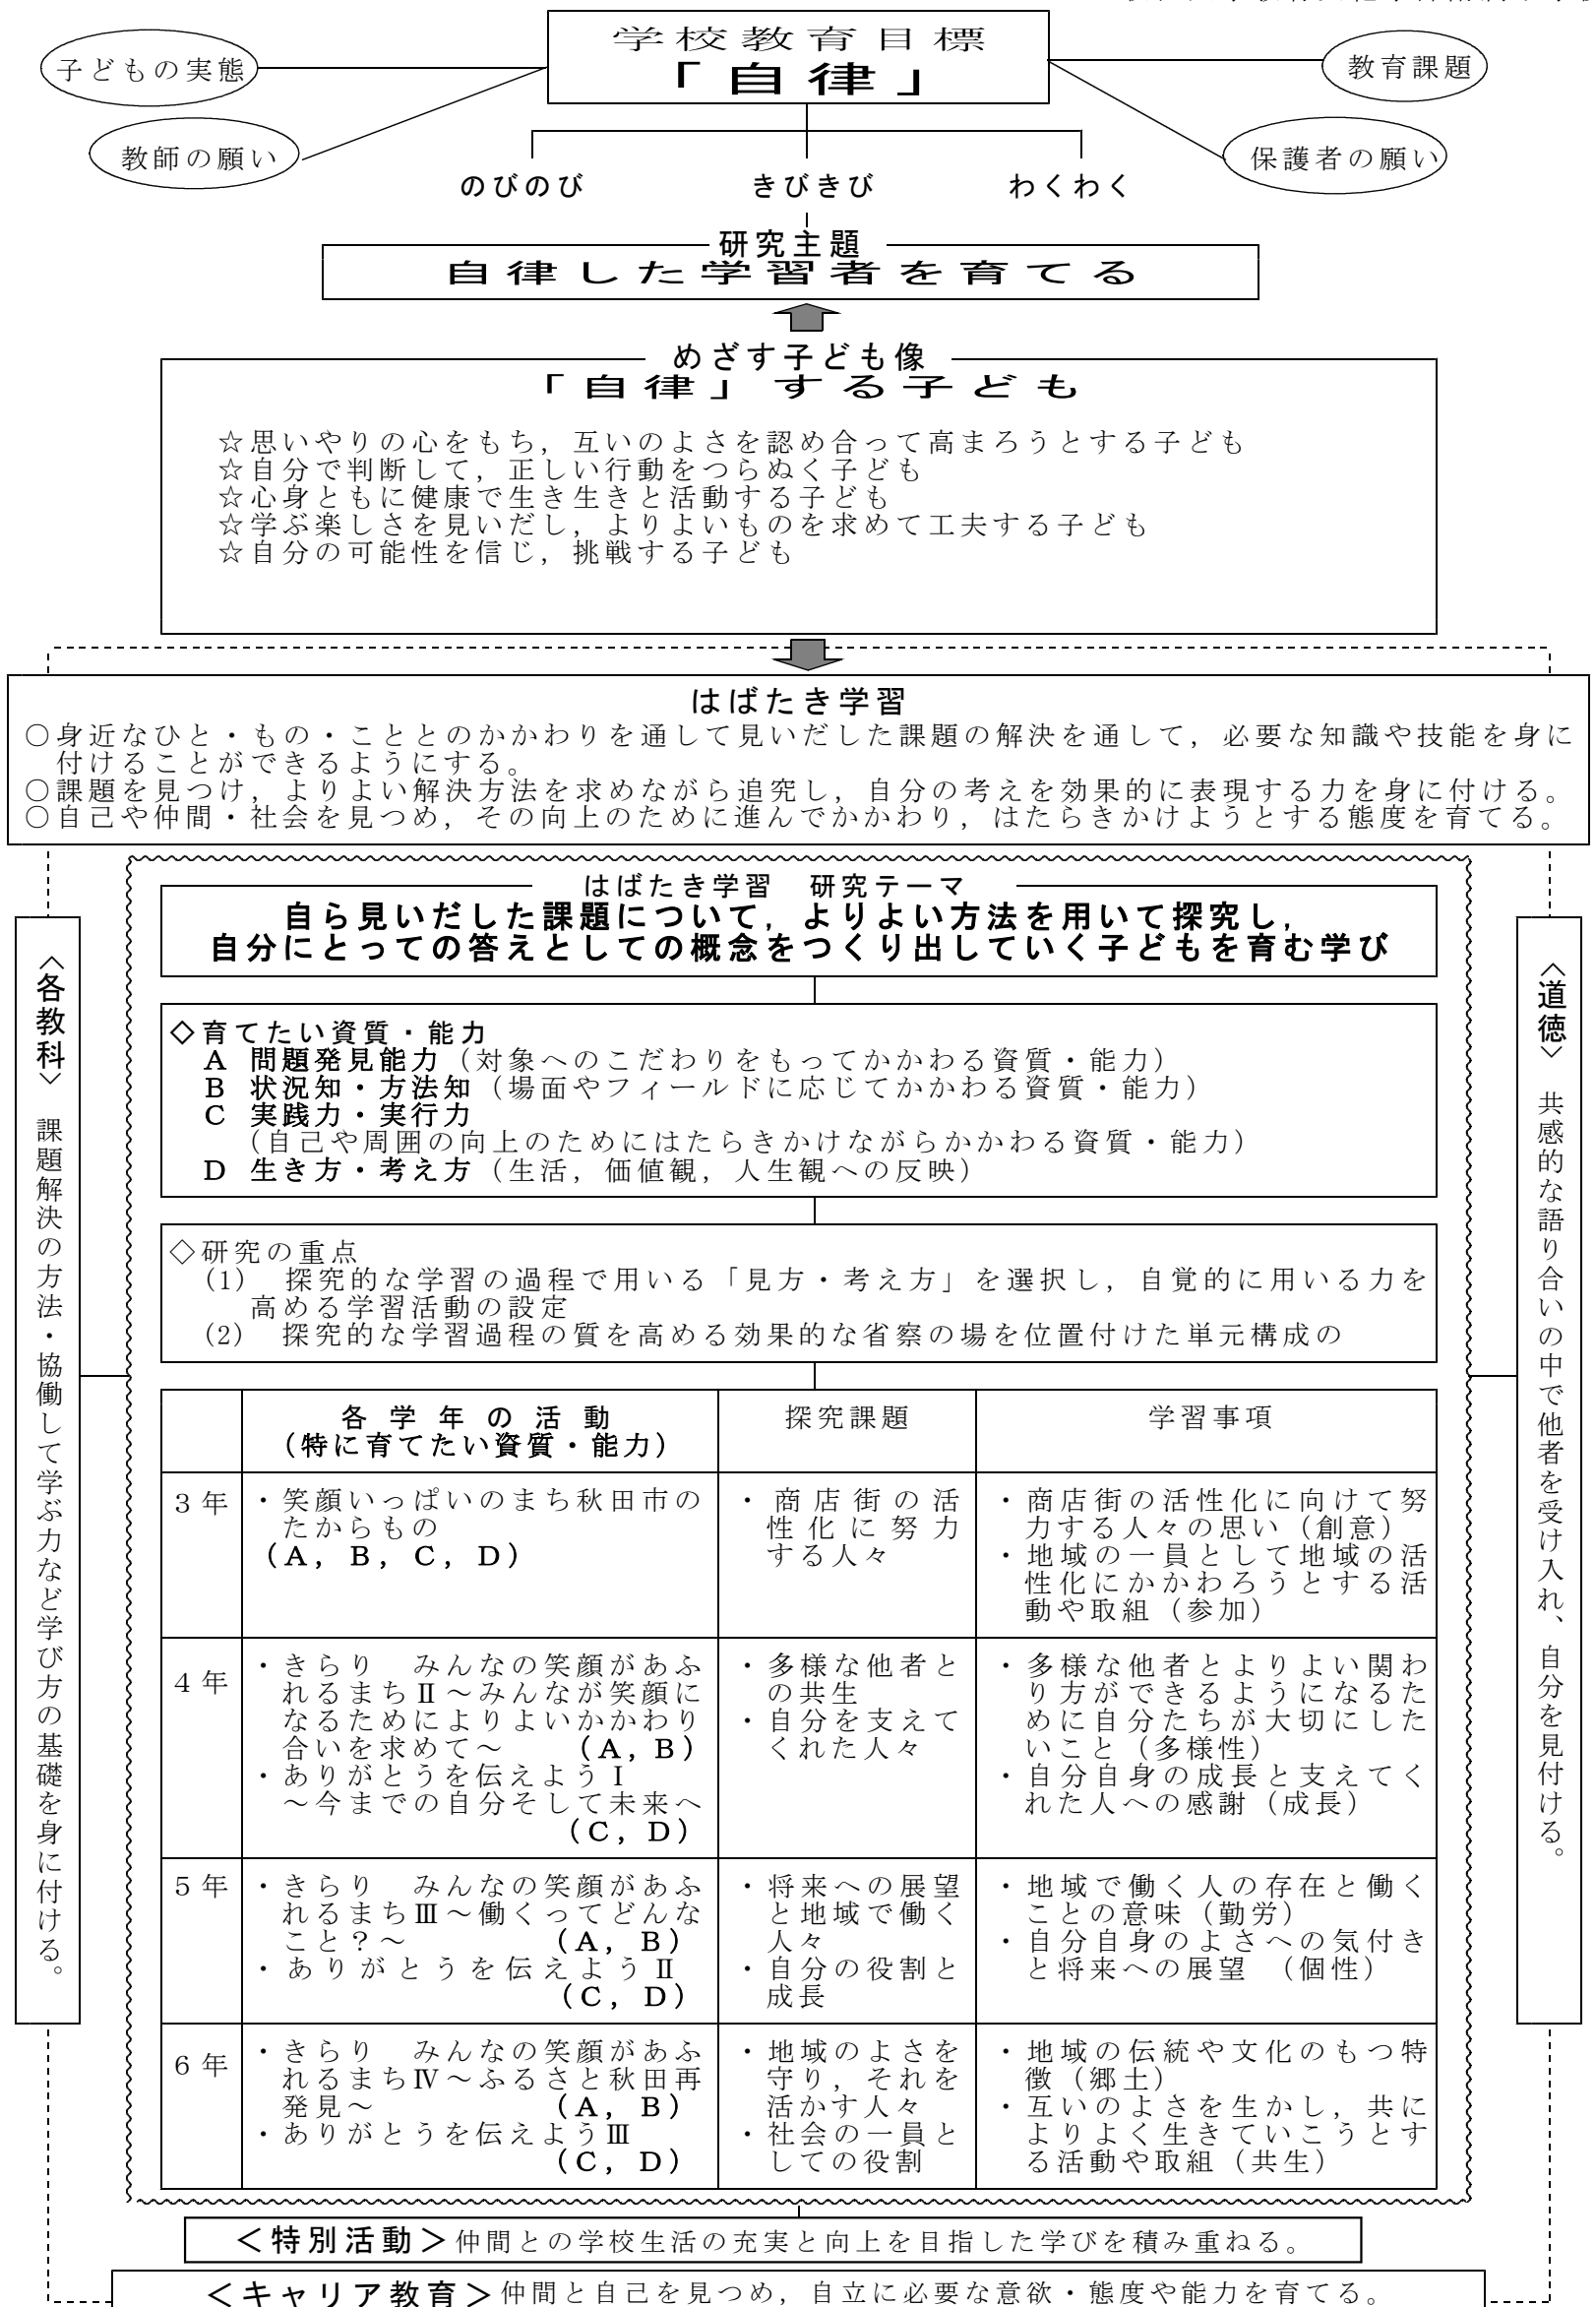 学校教育目標
「自律」
子どもの実態
教育課題
教師の願い
保護者の願い
のびのび
きびきび
わくわく
研究主題
自律した学習者を育てる
めざす子ども像
「自律」する子ども
☆思いやりの心をもち，互いのよさを認め合って高まろうとする子ども
☆自分で判断して，正しい行動をつらぬく子ども
☆心身ともに健康で生き生きと活動する子ども
☆学ぶ楽しさを見いだし，よりよいものを求めて工夫する子ども
☆自分の可能性を信じ，挑戦する子ども
はばたき学習
○身近なひと・もの・こととのかかわりを通して見いだした課題の解決を通して，必要な知識や技能を身に
付けることができるようにする。
○課題を見つけ，よりよい解決方法を求めながら追究し，自分の考えを効果的に表現する力を身に付ける。
○自己や仲間・社会を見つめ，その向上のために進んでかかわり，はたらきかけようとする態度を育てる。
〈各教科〉　課題解決の方法・協働して学ぶ力など学び方の基礎を身に付ける。
はばたき学習　研究テーマ
自ら見いだした課題について，よりよい方法を用いて探究し，
自分にとっての答えとしての概念をつくり出していく子どもを育む学び
◇育てたい資質・能力
A 問題発見能力（対象へのこだわりをもってかかわる資質・能力）
B 状況知・方法知（場面やフィールドに応じてかかわる資質・能力）
C 実践力・実行力
（自己や周囲の向上のためにはたらきかけながらかかわる資質・能力）
D 生き方・考え方（生活，価値観，人生観への反映）
◇研究の重点
(1)　探究的な学習の過程で用いる「見方・考え方」を選択し，自覚的に用いる力を
高める学習活動の設定
(2)　探究的な学習過程の質を高める効果的な省察の場を位置付けた単元構成の
各学年の活動
（特に育てたい資質・能力）
探究課題
学習事項
3年
・笑顔いっぱいのまち秋田市の
たからもの
（A，B，C，D）
・商店街の活
性化に努力
する人々
・商店街の活性化に向けて努
力する人々の思い（創意）
・地域の一員として地域の活
性化にかかわろうとする活
動や取組（参加）
4年
・きらり　みんなの笑顔があふ
れるまちⅡ～みんなが笑顔に
なるためによりよいかかわり
合いを求めて～　（A，B）
・ありがとうを伝えようⅠ
～今までの自分そして未来へ
（C，D）
・多様な他者と
の共生
・自分を支えて
くれた人々
・多様な他者とよりよい関わ
り方ができるようになるた
めに自分たちが大切にした
いこと（多様性）
・自分自身の成長と支えてく
れた人への感謝（成長）
5年
・きらり　みんなの笑顔があふ
れるまちⅢ～働くってどんな
こと？～　（A，B）
・ありがとうを伝えようⅡ
（C，D）
・将来への展望
と地域で働く
人々
・自分の役割と
成長
・地域で働く人の存在と働く
ことの意味（勤労）
・自分自身のよさへの気付き
と将来への展望　（個性）
6年
・きらり　みんなの笑顔があふ
れるまちⅣ～ふるさと秋田再
発見～　（A，B）
・ありがとうを伝えようⅢ
（C，D）
・地域のよさを
守り，それを
活かす人々
・社会の一員と
しての役割
・地域の伝統や文化のもつ特
徴（郷土）
・互いのよさを生かし，共に
よりよく生きていこうとす
る活動や取組（共生）
〈道徳〉　共感的な語り合いの中で他者を受け入れ、自分を見付ける。
＜特別活動＞仲間との学校生活の充実と向上を目指した学びを積み重ねる。
＜キャリア教育＞仲間と自己を見つめ，自立に必要な意欲・態度や能力を育てる。